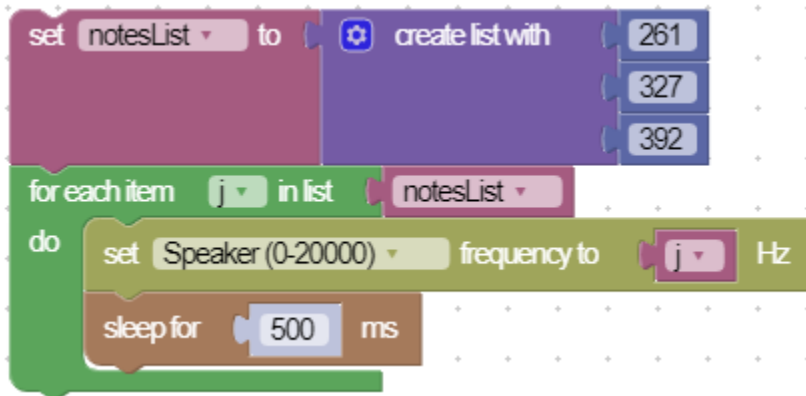 set notesList to create list with 261
327
392
for each item j in list notesList
do set Speaker (0-20000) frequency to j Hz
sleep for 500 ms